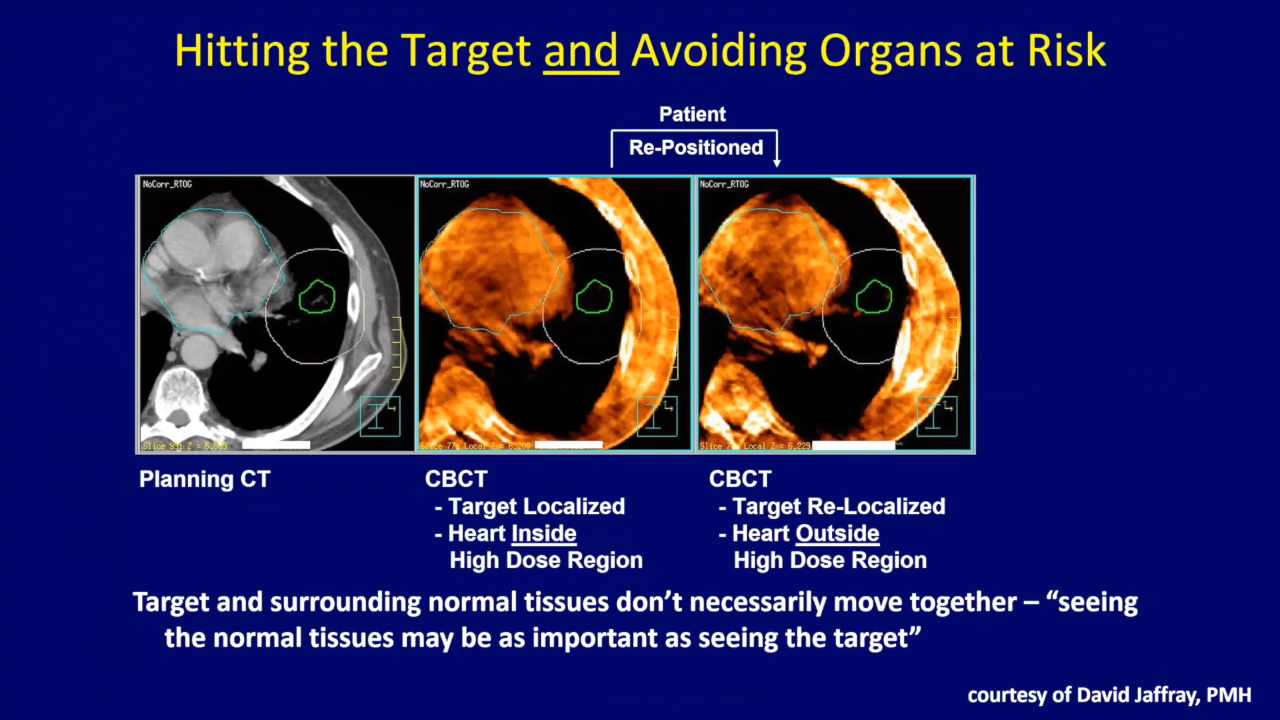 Hitting the Target and Avoiding Organs at Risk
Patient
Re-Positioned
NoCorr_RTOG
NoCorr_RTOG
NoCorr_RTOG
Planning CT
CBCT
- Target Localized
- Heart Inside
High Dose Region
CBCT
- Target Re-Localized
- Heart Outside
High Dose Region
Target and surrounding normal tissues don’t necessarily move together – “seeing
the normal tissues may be as important as seeing the target”
courtesy of David Jaffray, PMH